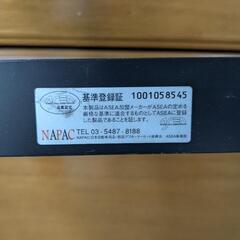 基準登録証 1001058545
本製品はASEA加盟メーカーがASEAの定める
厳格な基準に適合するものとしてASEAに登録
した製品であることを証します。
NAPAC
TEL 03-5487-8188